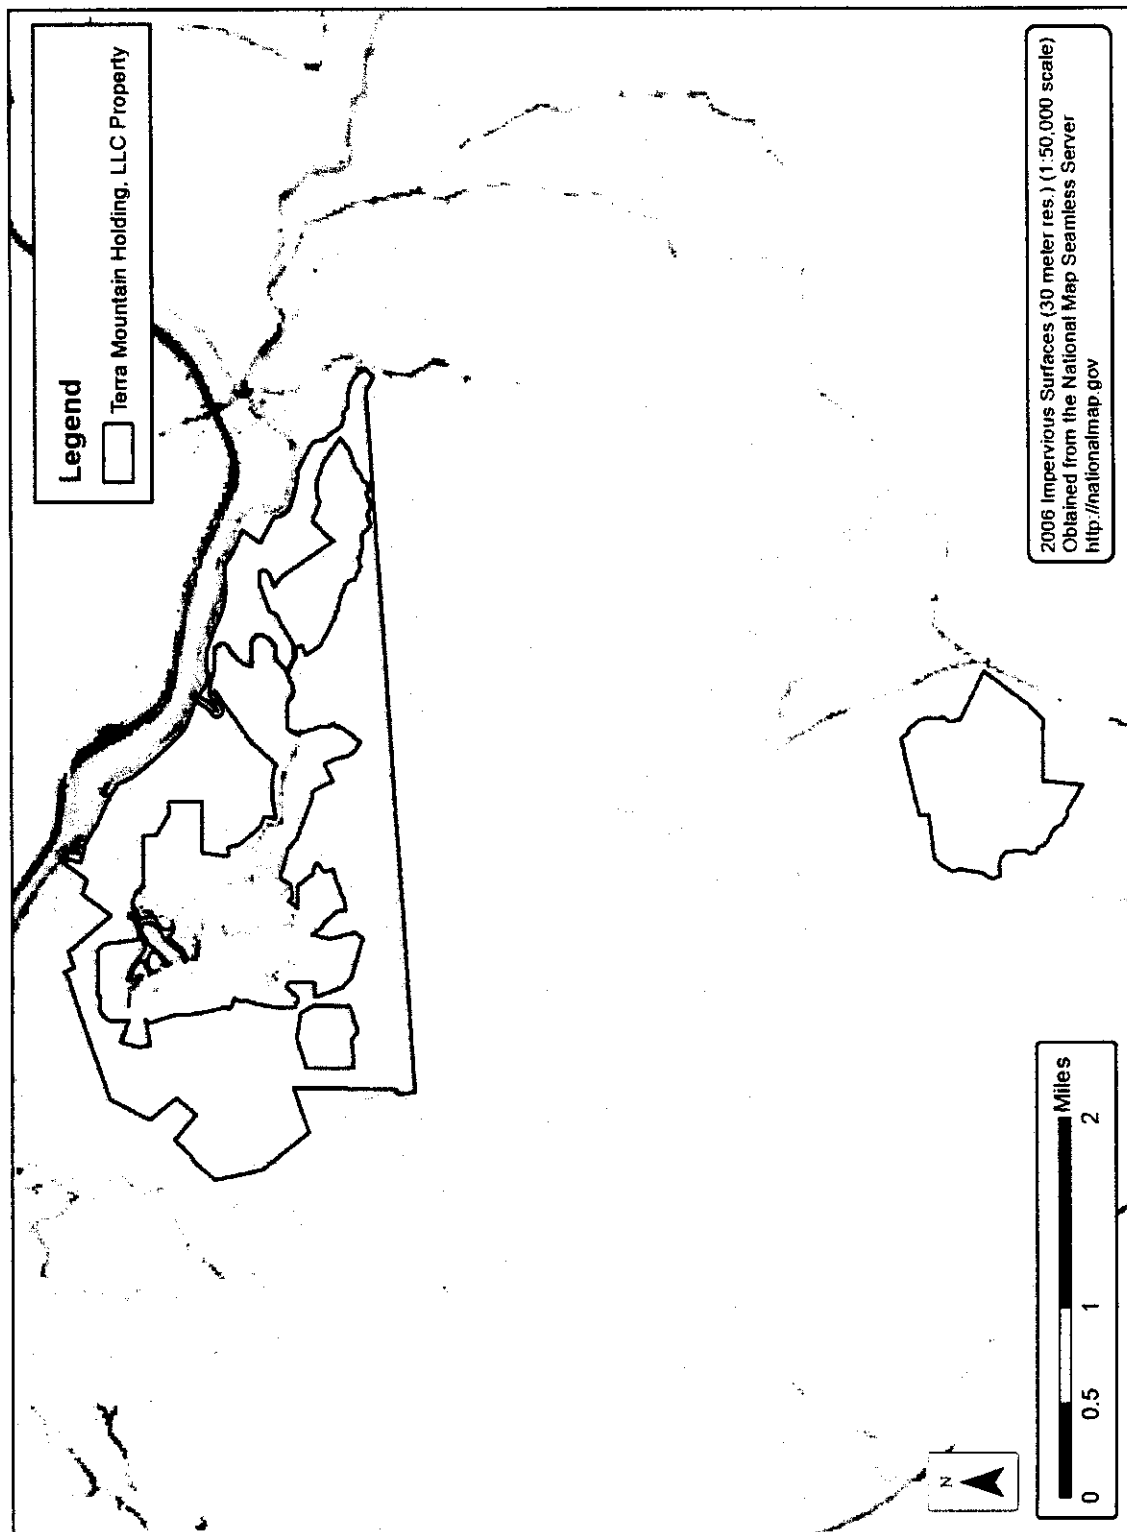 Legend
Terra Mountain Holding, LLC Property
2006 Impervious Surfaces (30 meter res.) (1:50,000 scale)
Obtained from the National Map Seamless Server
http://nationalmap.gov
N
Miles
0 0.5 1 2